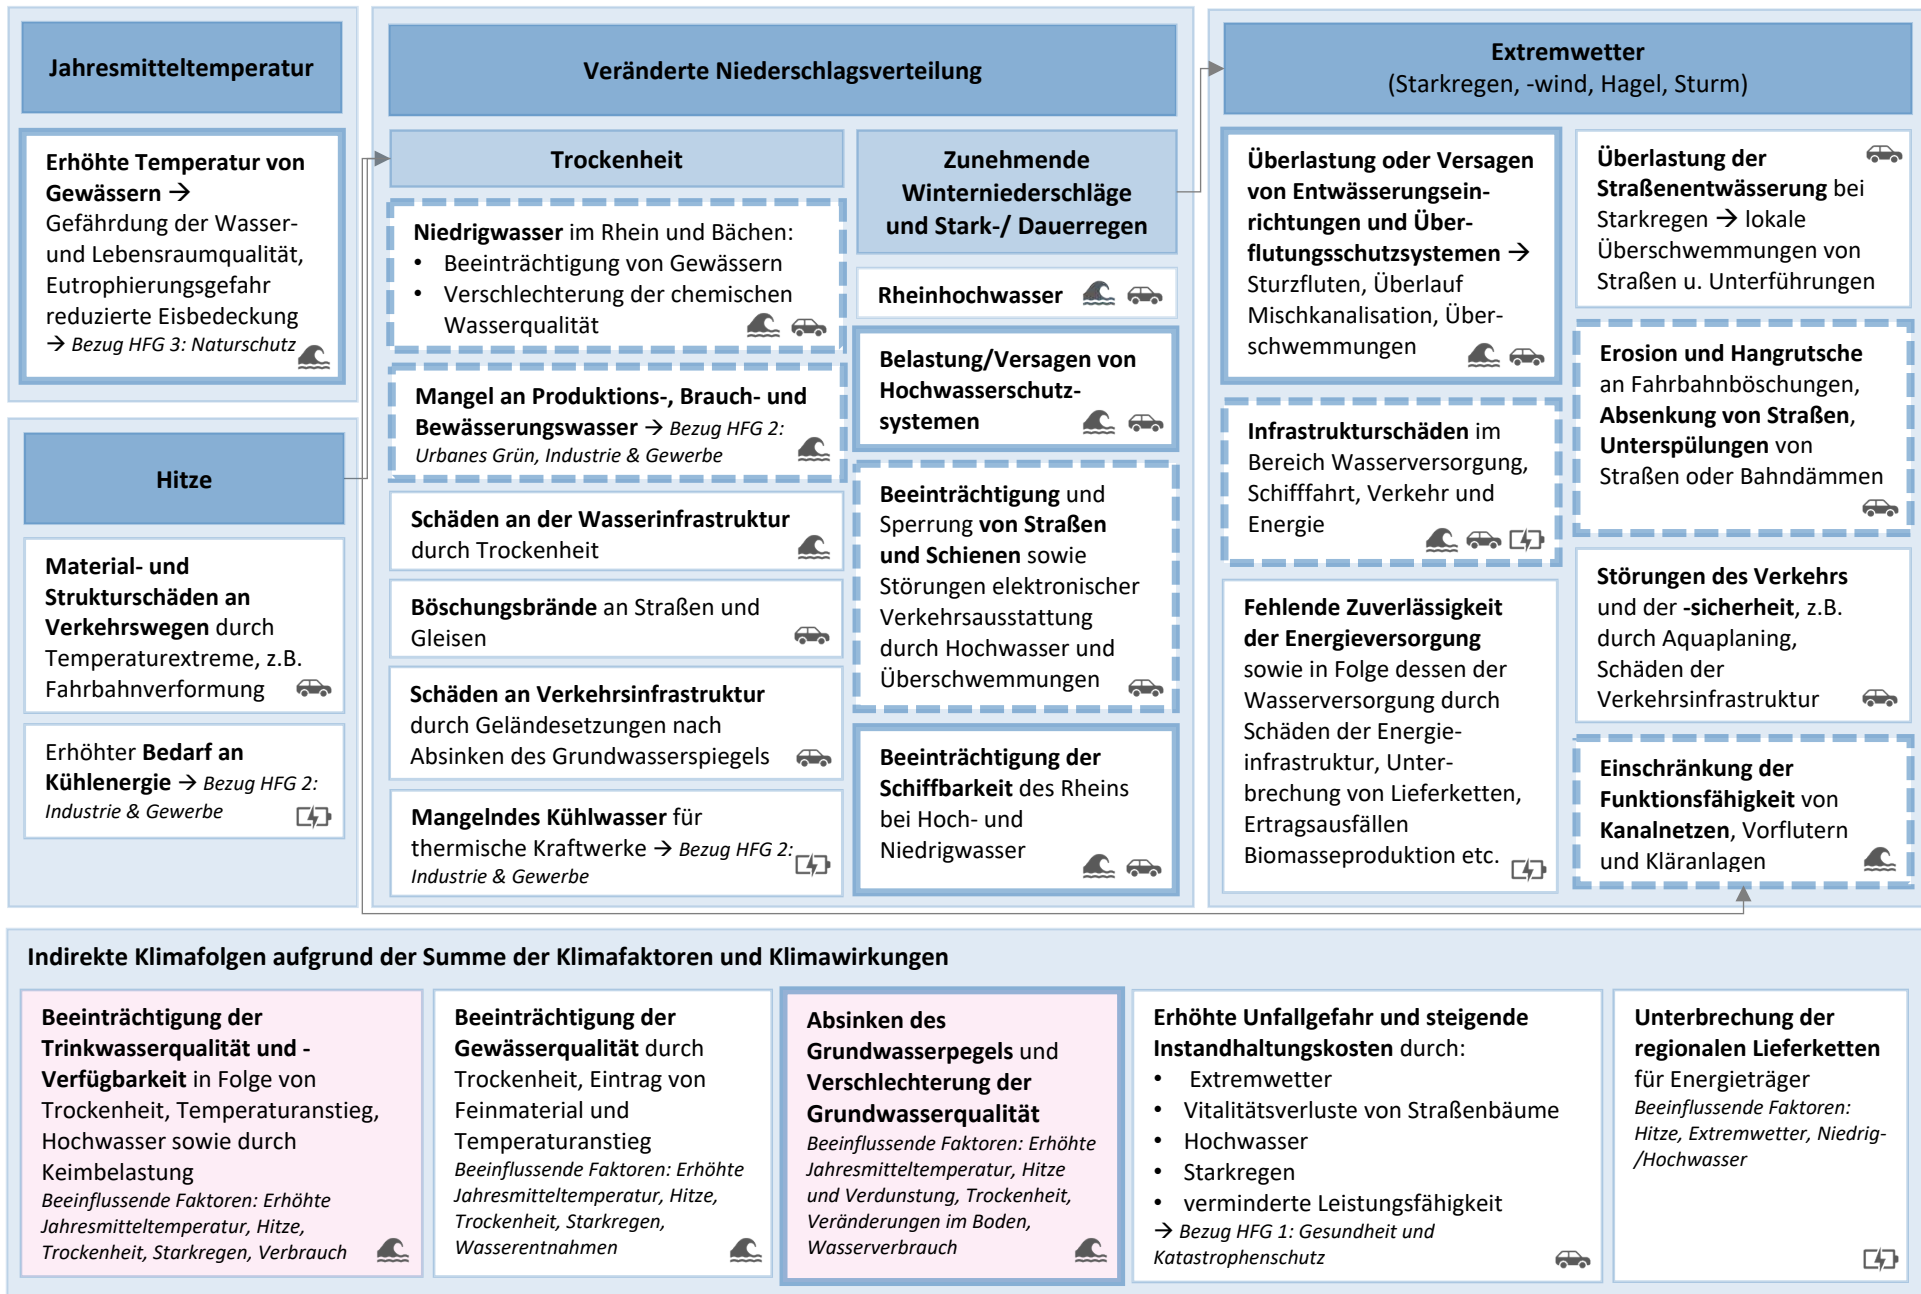 Jahresmitteltemperatur
Erhöhte Temperatur von
Gewässern →
Gefährdung der Wasser-
und Lebensraumqualität,
Eutrophierungsgefahr
reduzierte Eisbedeckung
→ Bezug HFG 3: Naturschutz
Hitze
Material- und
Strukturschäden an
Verkehrswegen durch
Temperaturextreme, z.B.
Fahrbahnverformung
Erhöhter Bedarf an
Kühlenergie → Bezug HFG 2:
Industrie & Gewerbe
Veränderte Niederschlagsverteilung
Trockenheit
Niedrigwasser im Rhein und Bächen:
• Beeinträchtigung von Gewässern
• Verschlechterung der chemischen
Wasserqualität
Mangel an Produktions-, Brauch- und
Bewässerungswasser → Bezug HFG 2:
Urbanes Grün, Industrie & Gewerbe
Schäden an der Wasserinfrastruktur
durch Trockenheit
Böschungsbrände an Straßen und
Gleisen
Schäden an Verkehrsinfrastruktur
durch Geländesetzungen nach
Absinken des Grundwasserspiegels
Mangelndes Kühlwasser für
thermische Kraftwerke → Bezug HFG 2:
Industrie & Gewerbe
Zunehmende
Winterniederschläge
und Stark-/ Dauerregen
Rheinhochwasser
Belastung/Versagen von
Hochwasserschutz-
systemen
Beeinträchtigung und
Sperrung von Straßen
und Schienen sowie
Störungen elektronischer
Verkehrsausstattung
durch Hochwasser und
Überschwemmungen
Beeinträchtigung der
Schiffbarkeit des Rheins
bei Hoch- und
Niedrigwasser
Extremwetter
(Starkregen, -wind, Hagel, Sturm)
Überlastung oder Versagen
von Entwässerungsein-
richtungen und Über-
flutungsschutzsystemen →
Sturzfluten, Überlauf
Mischkanalisation, Über-
schwemmungen
Infrastrukturschäden im
Bereich Wasserversorgung,
Schifffahrt, Verkehr und
Energie
Fehlende Zuverlässigkeit
der Energieversorgung
sowie in Folge dessen der
Wasserversorgung durch
Schäden der Energie-
infrastruktur, Unter-
brechung von Lieferketten,
Ertragsausfällen
Biomasseproduktion etc.
Überlastung der
Straßenentwässerung bei
Starkregen → lokale
Überschwemmungen von
Straßen u. Unterführungen
Erosion und Hangrutsche
an Fahrbahnböschungen,
Absenkung von Straßen,
Unterspülungen von
Straßen oder Bahndämmen
Störungen des Verkehrs
und der -sicherheit, z.B.
durch Aquaplaning,
Schäden der
Verkehrsinfrastruktur
Einschränkung der
Funktionsfähigkeit von
Kanalnetzen, Vorflutern
und Kläranlagen
Indirekte Klimafolgen aufgrund der Summe der Klimafaktoren und Klimawirkungen
Beeinträchtigung der
Trinkwasserqualität und -
Verfügbarkeit in Folge von
Trockenheit, Temperaturanstieg,
Hochwasser sowie durch
Keimbelastung
Beeinflussende Faktoren: Erhöhte
Jahresmitteltemperatur, Hitze,
Trockenheit, Starkregen, Verbrauch
Beeinträchtigung der
Gewässerqualität durch
Trockenheit, Eintrag von
Feinmaterial und
Temperaturanstieg
Beeinflussende Faktoren: Erhöhte
Jahresmitteltemperatur, Hitze,
Trockenheit, Starkregen,
Wasserentnahmen
Absinken des
Grundwasserpegels und
Verschlechterung der
Grundwasserqualität
Beeinflussende Faktoren: Erhöhte
Jahresmitteltemperatur, Hitze
und Verdunstung, Trockenheit,
Veränderungen im Boden,
Wasserverbrauch
Erhöhte Unfallgefahr und steigende
Instandhaltungskosten durch:
• Extremwetter
• Vitalitätsverluste von Straßenbäume
• Hochwasser
• Starkregen
• verminderte Leistungsfähigkeit
→ Bezug HFG 1: Gesundheit und
Katastrophenschutz
Unterbrechung der
regionalen Lieferketten
für Energieträger
Beeinflussende Faktoren:
Hitze, Extremwetter, Niedrig-
/Hochwasser